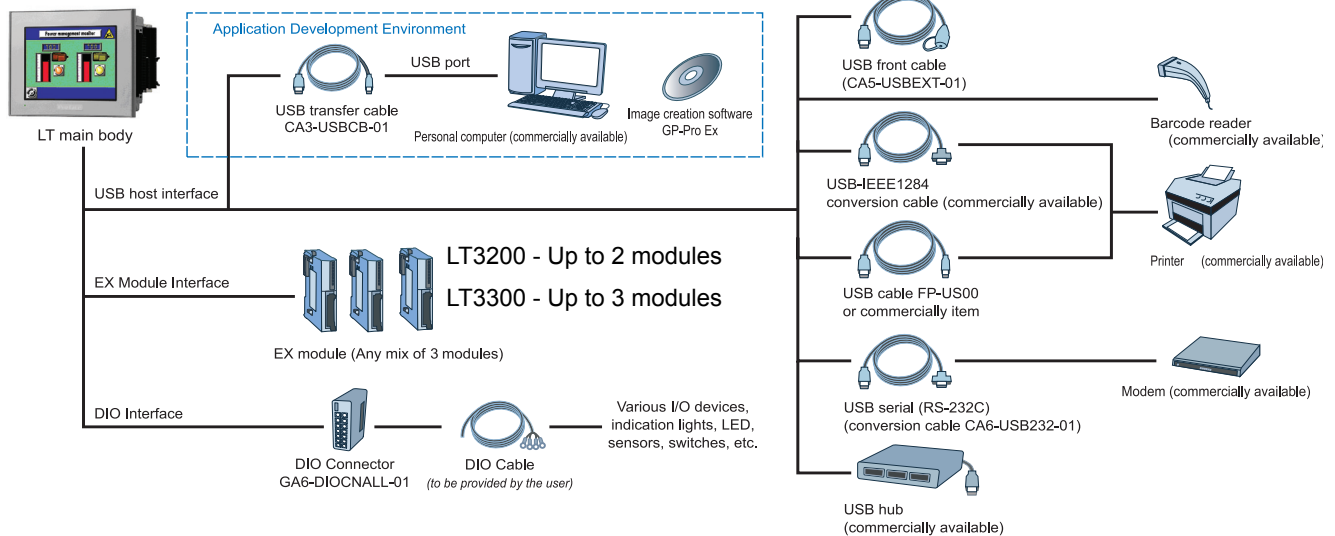 Power management monitor
LT main body
Application Development Environment
USB transfer cable
CA3-USBCB-01
USB port
Personal computer (commercially available)
Image creation software
GP-Pro Ex
USB host interface
EX Module Interface
LT3200 - Up to 2 modules
LT3300 - Up to 3 modules
EX module (Any mix of 3 modules)
DIO Interface
DIO Connector
GA6-DIOCNALL-01
DIO Cable
(to be provided by the user)
Various I/O devices,
indication lights, LED,
sensors, switches, etc.
USB front cable
(CA5-USBEXT-01)
Barcode reader
(commercially available)
USB-IEEE1284
conversion cable (commercially available)
Printer (commercially available)
USB cable FP-US00
or commercially item
USB serial (RS-232C)
(conversion cable CA6-USB232-01)
Modem (commercially available)
USB hub
(commercially available)